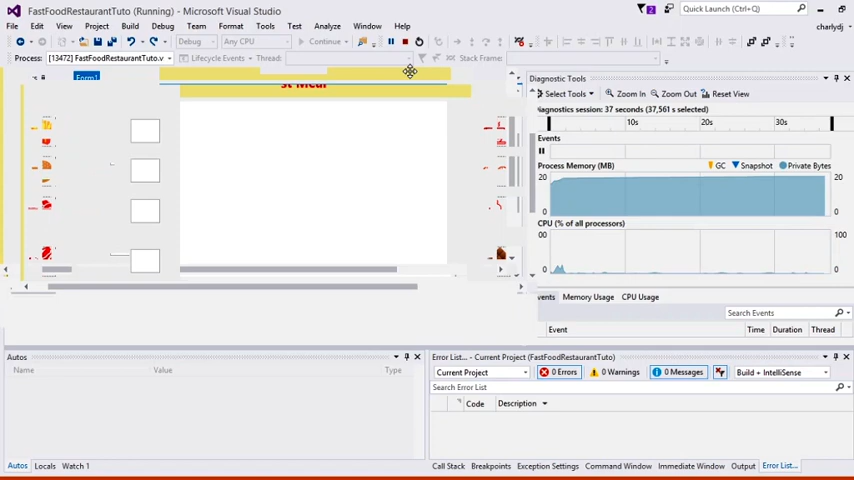 FastFoodRestaurantTuto (Running) - Microsoft Visual Studio
2
Quick Launch (Ctrl+Q)
File Edit View Project Build Debug Team Format Tools Test Analyze Window Help
charlydj
Debug Any CPU Continue
Process: [13472] FastFoodRestaurantTuto.v Lifecycle Events Thread: Stack Frame:
Form1
Diagnostic Tools
Select Tools Zoom In Zoom Out Reset View
Diagnostics session: 37 seconds (37,561 s selected)
10s 20s 30s
Events
Process Memory (MB) GC Snapshot Private Bytes
20 20
0 0
CPU (% of all processors)
00 100
0 0
Events Memory Usage CPU Usage
Search Events
Event Time Duration Thread
Autos
Error List... - Current Project (FastFoodRestaurantTuto)
Name Value Type
Current Project 0 Errors 0 Warnings 0 Messages Build + IntelliSense
Search Error List
Code Description
Autos Locals Watch 1
Call Stack Breakpoints Exception Settings Command Window Immediate Window Output Error List...